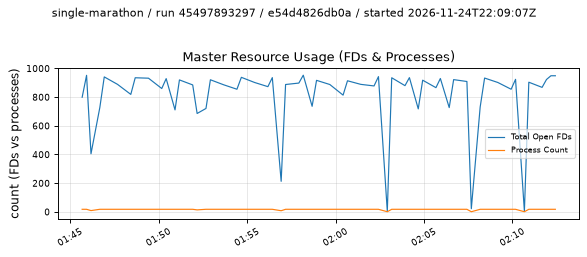 single-marathon / run 45497893297 / e54d4826db0a / started 2026-11-24T22:09:07Z
Master Resource Usage (FDs & Processes)
count (FDs vs processes)
1000
800
600
400
200
0
Total Open FDs
Process Count
01:45
01:50
01:55
02:00
02:05
02:10